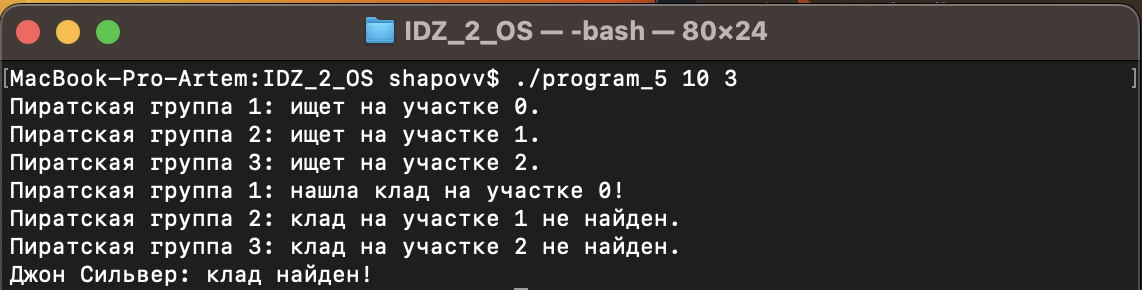 IDZ_2_OS — -bash — 80×24
[MacBook-Pro-Artem:IDZ_2_OS shapovv$ ./program_5 10 3 ]
Пиратская группа 1: ищет на участке 0.
Пиратская группа 2: ищет на участке 1.
Пиратская группа 3: ищет на участке 2.
Пиратская группа 1: нашла клад на участке 0!
Пиратская группа 2: клад на участке 1 не найден.
Пиратская группа 3: клад на участке 2 не найден.
Джон Сильвер: клад найден!